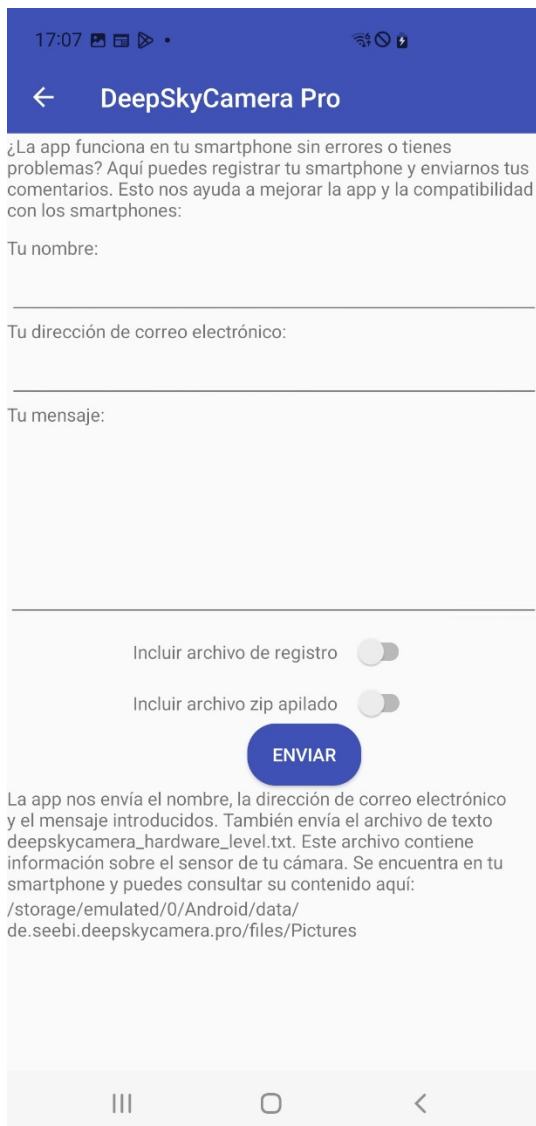 17:07
DeepSkyCamera Pro
¿La app funciona en tu smartphone sin errores o tienes
problemas? Aquí puedes registrar tu smartphone y enviarnos tus
comentarios. Esto nos ayuda a mejorar la app y la compatibilidad
con los smartphones:
Tu nombre:
Tu dirección de correo electrónico:
Tu mensaje:
Incluir archivo de registro
Incluir archivo zip apilado
ENVIAR
La app nos envía el nombre, la dirección de correo electrónico
y el mensaje introducidos. También envía el archivo de texto
deepskycamera_hardware_level.txt. Este archivo contiene
información sobre el sensor de tu cámara. Se encuentra en tu
smartphone y puedes consultar su contenido aquí:
/storage/emulated/0/Android/data/
de.seebi.deepskycamera.pro/files/Pictures